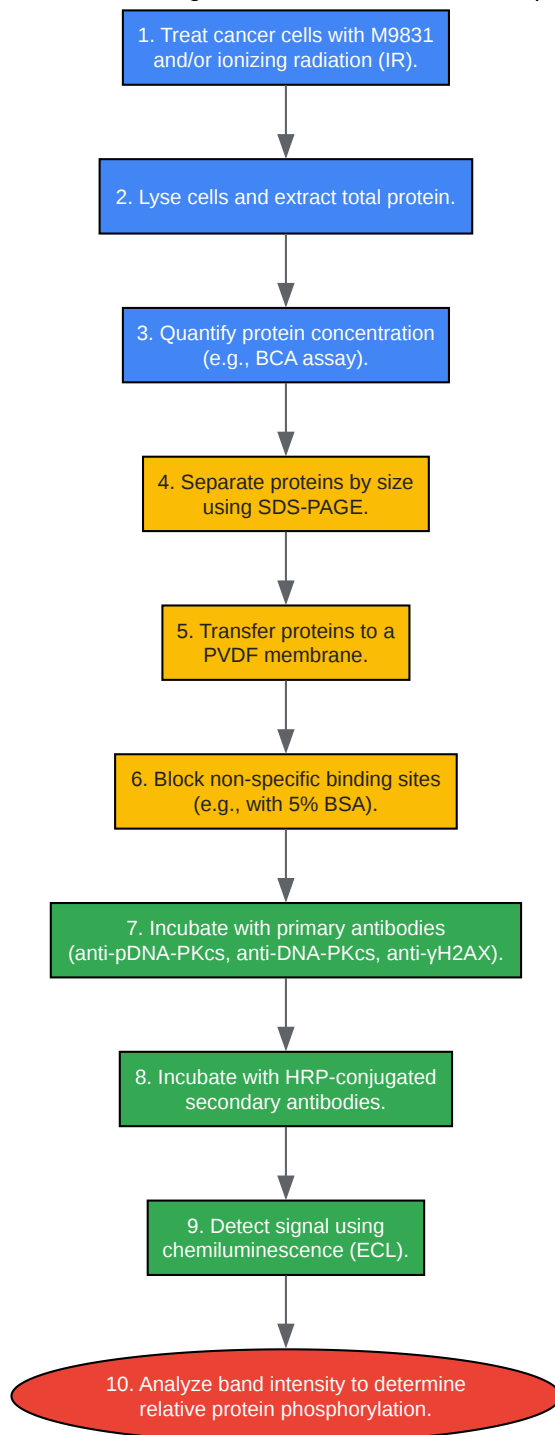 1. Treat cancer cells with M9831
and/or ionizing radiation (IR).
2. Lyse cells and extract total protein.
3. Quantify protein concentration
(e.g., BCA assay).
4. Separate proteins by size
using SDS-PAGE.
5. Transfer proteins to a
PVDF membrane.
6. Block non-specific binding sites
(e.g., with 5% BSA).
7. Incubate with primary antibodies
(anti-pDNA-PKcs, anti-DNA-PKcs, anti-γH2AX).
8. Incubate with HRP-conjugated
secondary antibodies.
9. Detect signal using
chemiluminescence (ECL).
10. Analyze band intensity to determine
relative protein phosphorylation.